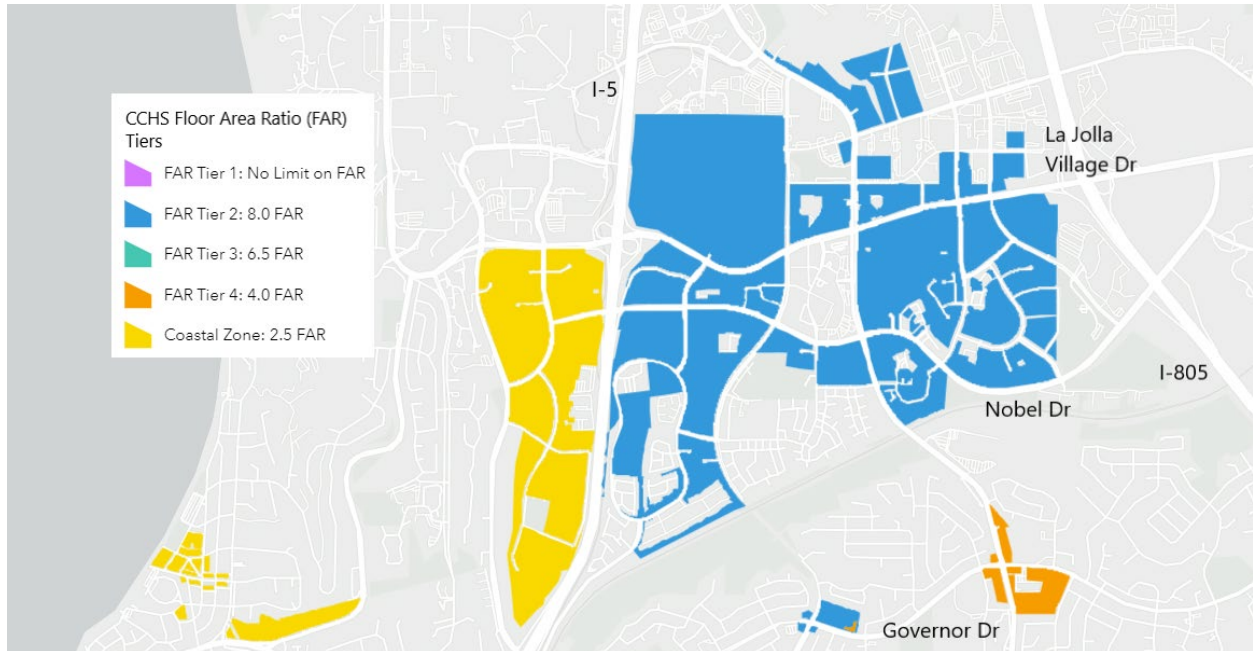 I-5
CCHS Floor Area Ratio (FAR)
Tiers
FAR Tier 1: No Limit on FAR
FAR Tier 2: 8.0 FAR
FAR Tier 3: 6.5 FAR
FAR Tier 4: 4.0 FAR
Coastal Zone: 2.5 FAR
La Jolla
Village Dr
I-805
Nobel Dr
Governor Dr